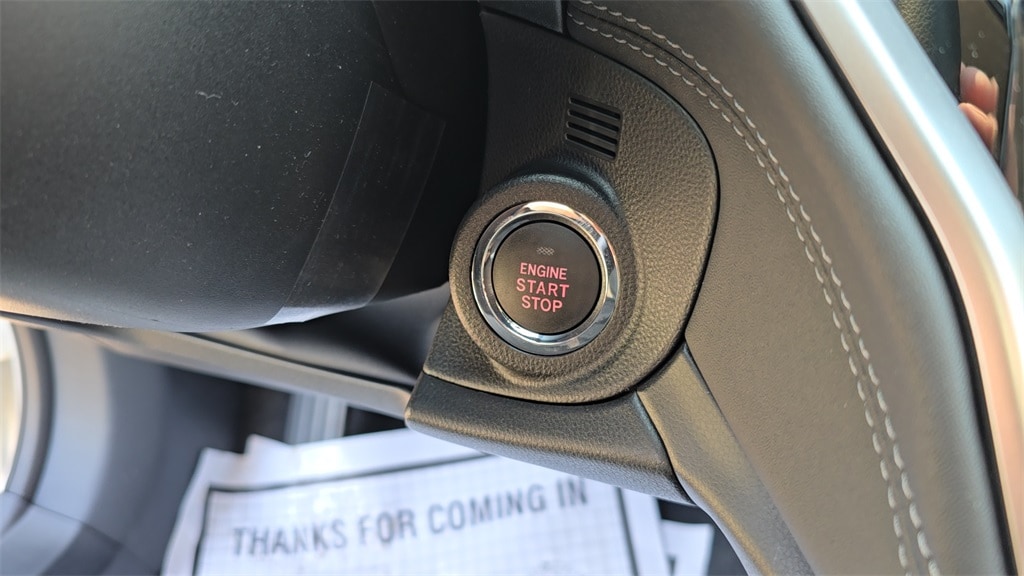 ENGINE
START
STOP
THANKS FOR COMING IN